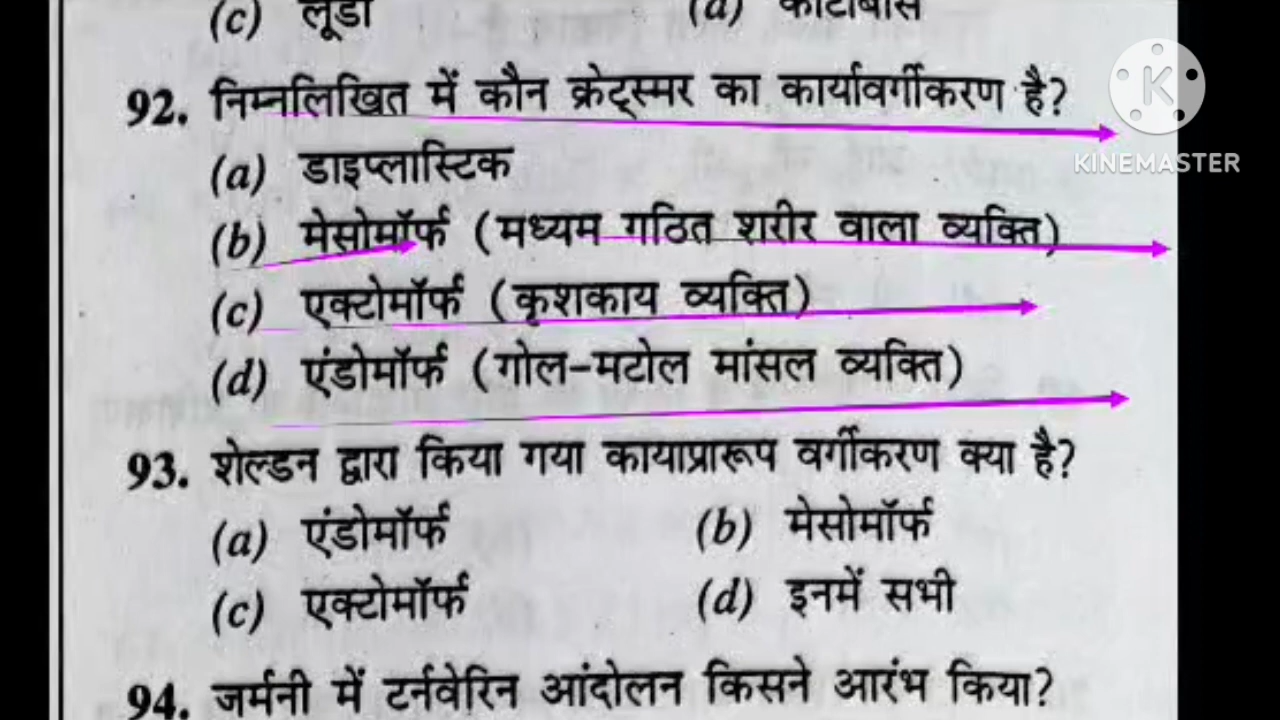 (c) लूडो (d) कोटिबास
92. निम्नलिखित में कौन क्रेट्स्मर का कार्यावर्गीकरण है?
KINEMASTER
(a) डाइप्लास्टिक
(b) मेसोमॉर्फ (मध्यम गठित शरीर वाला व्यक्ति)
(c) एक्टोमॉर्फ (कृशकाय व्यक्ति)
(d) एंडोमॉर्फ (गोल-मटोल मांसल व्यक्ति)
93. शेल्डन द्वारा किया गया कायाप्रारूप वर्गीकरण क्या है?
(a) एंडोमॉर्फ (b) मेसोमॉर्फ
(c) एक्टोमॉर्फ (d) इनमें सभी
94. जर्मनी में टर्नवेरिन आंदोलन किसने आरंभ किया?